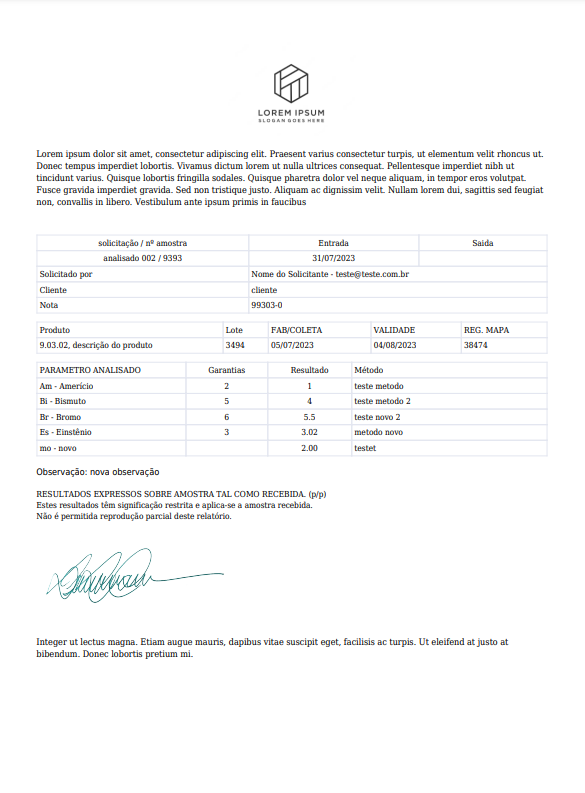 LOREM IPSUM
SLOGAN GOES HERE
Lorem ipsum dolor sit amet, consectetur adipiscing elit. Praesent varius consectetur turpis, ut elementum velit rhoncus ut.
Donec tempus imperdiet lobortis. Vivamus dictum lorem ut nulla ultrices consequat. Pellentesque imperdiet nibh ut
tincidunt varius. Quisque lobortis fringilla sodales. Quisque pharetra dolor vel neque aliquam, in tempor eros volutpat.
Fusce gravida imperdiet gravida. Sed non tristique justo. Aliquam ac dignissim velit. Nullam lorem dui, sagittis sed feugiat
non, convallis in libero. Vestibulum ante ipsum primis in faucibus
solicitação / nº amostra Entrada Saida
analisado 002 / 9393 31/07/2023
Solicitado por Nome do Solicitante - teste@teste.com.br
Cliente cliente
Nota 99303-0
Produto Lote FAB/COLETA VALIDADE REG. MAPA
9.03.02, descrição do produto 3494 05/07/2023 04/08/2023 38474
PARAMETRO ANALISADO Garantias Resultado Método
Am - Amerício 2 1 teste metodo
Bi - Bismuto 5 4 teste metodo 2
Br - Bromo 6 5.5 teste novo 2
Es - Einstênio 3 3.02 metodo novo
mo - novo 2.00 testet
Observação: nova observação
RESULTADOS EXPRESSOS SOBRE AMOSTRA TAL COMO RECEBIDA. (p/p)
Estes resultados têm significação restrita e aplica-se a amostra recebida.
Não é permitida reprodução parcial deste relatório.
Integer ut lectus magna. Etiam augue mauris, dapibus vitae suscipit eget, facilisis ac turpis. Ut eleifend at justo at
bibendum. Donec lobortis pretium mi.